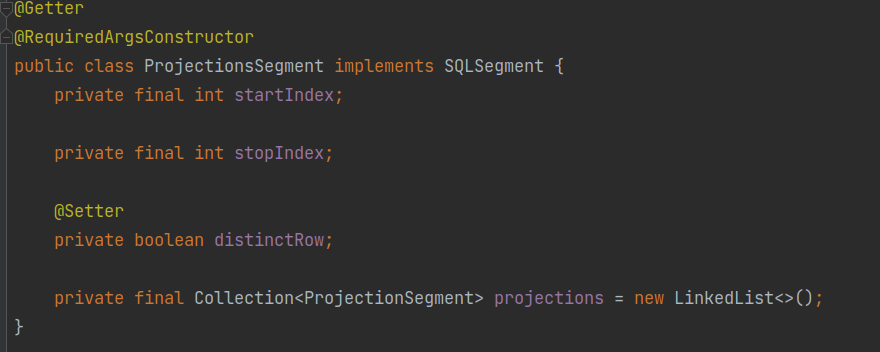 @Getter
@RequiredArgsConstructor
public class ProjectionsSegment implements SQLSegment {
    private final int startIndex;
    private final int stopIndex;
    @Setter
    private boolean distinctRow;
    private final Collection<ProjectionSegment> projections = new LinkedList<>();
}